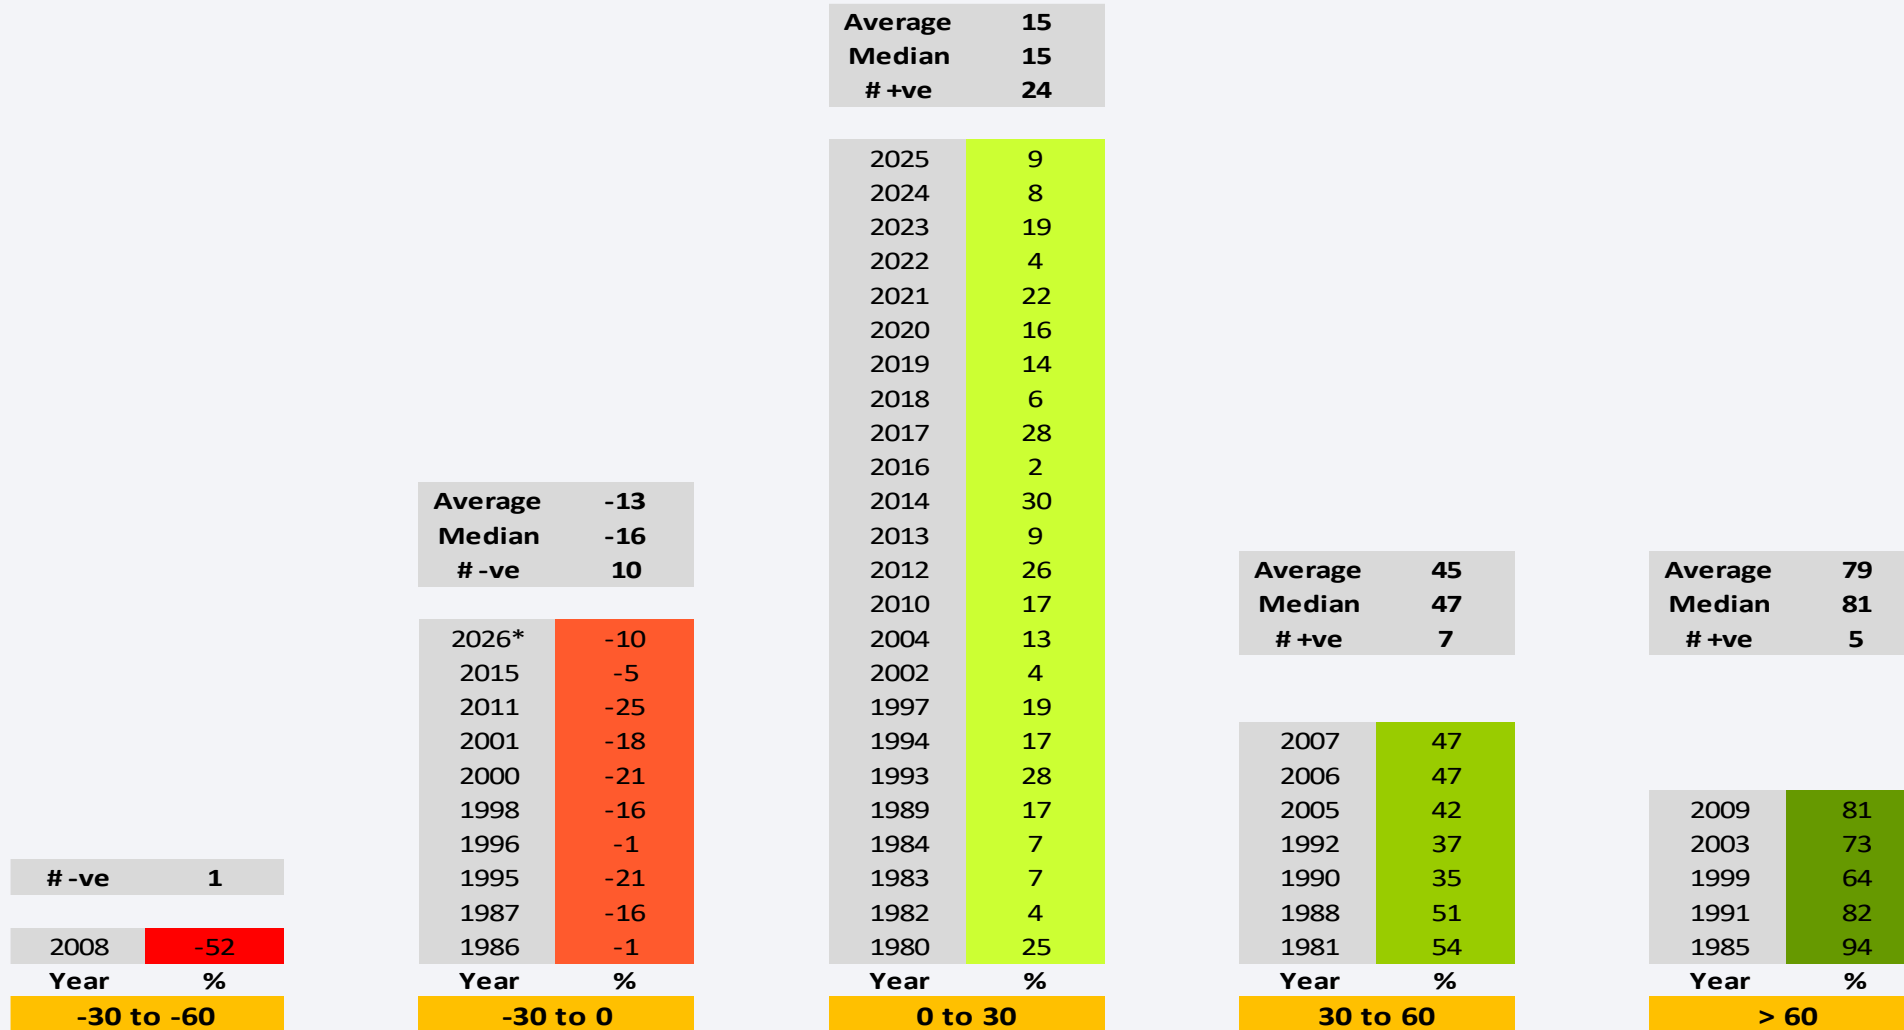 # -ve 1
2008 -52
Year %
-30 to -60
Average -13
Median -16
# -ve 10
2026* -10
2015 -5
2011 -25
2001 -18
2000 -21
1998 -16
1996 -1
1995 -21
1987 -16
1986 -1
Year %
-30 to 0
Average 15
Median 15
# +ve 24
2025 9
2024 8
2023 19
2022 4
2021 22
2020 16
2019 14
2018 6
2017 28
2016 2
2014 30
2013 9
2012 26
2010 17
2004 13
2002 4
1997 19
1994 17
1993 28
1989 17
1984 7
1983 7
1982 4
1980 25
Year %
0 to 30
Average 45
Median 47
# +ve 7
2007 47
2006 47
2005 42
1992 37
1990 35
1988 51
1981 54
Year %
30 to 60
Average 79
Median 81
# +ve 5
2009 81
2003 73
1999 64
1991 82
1985 94
Year %
> 60